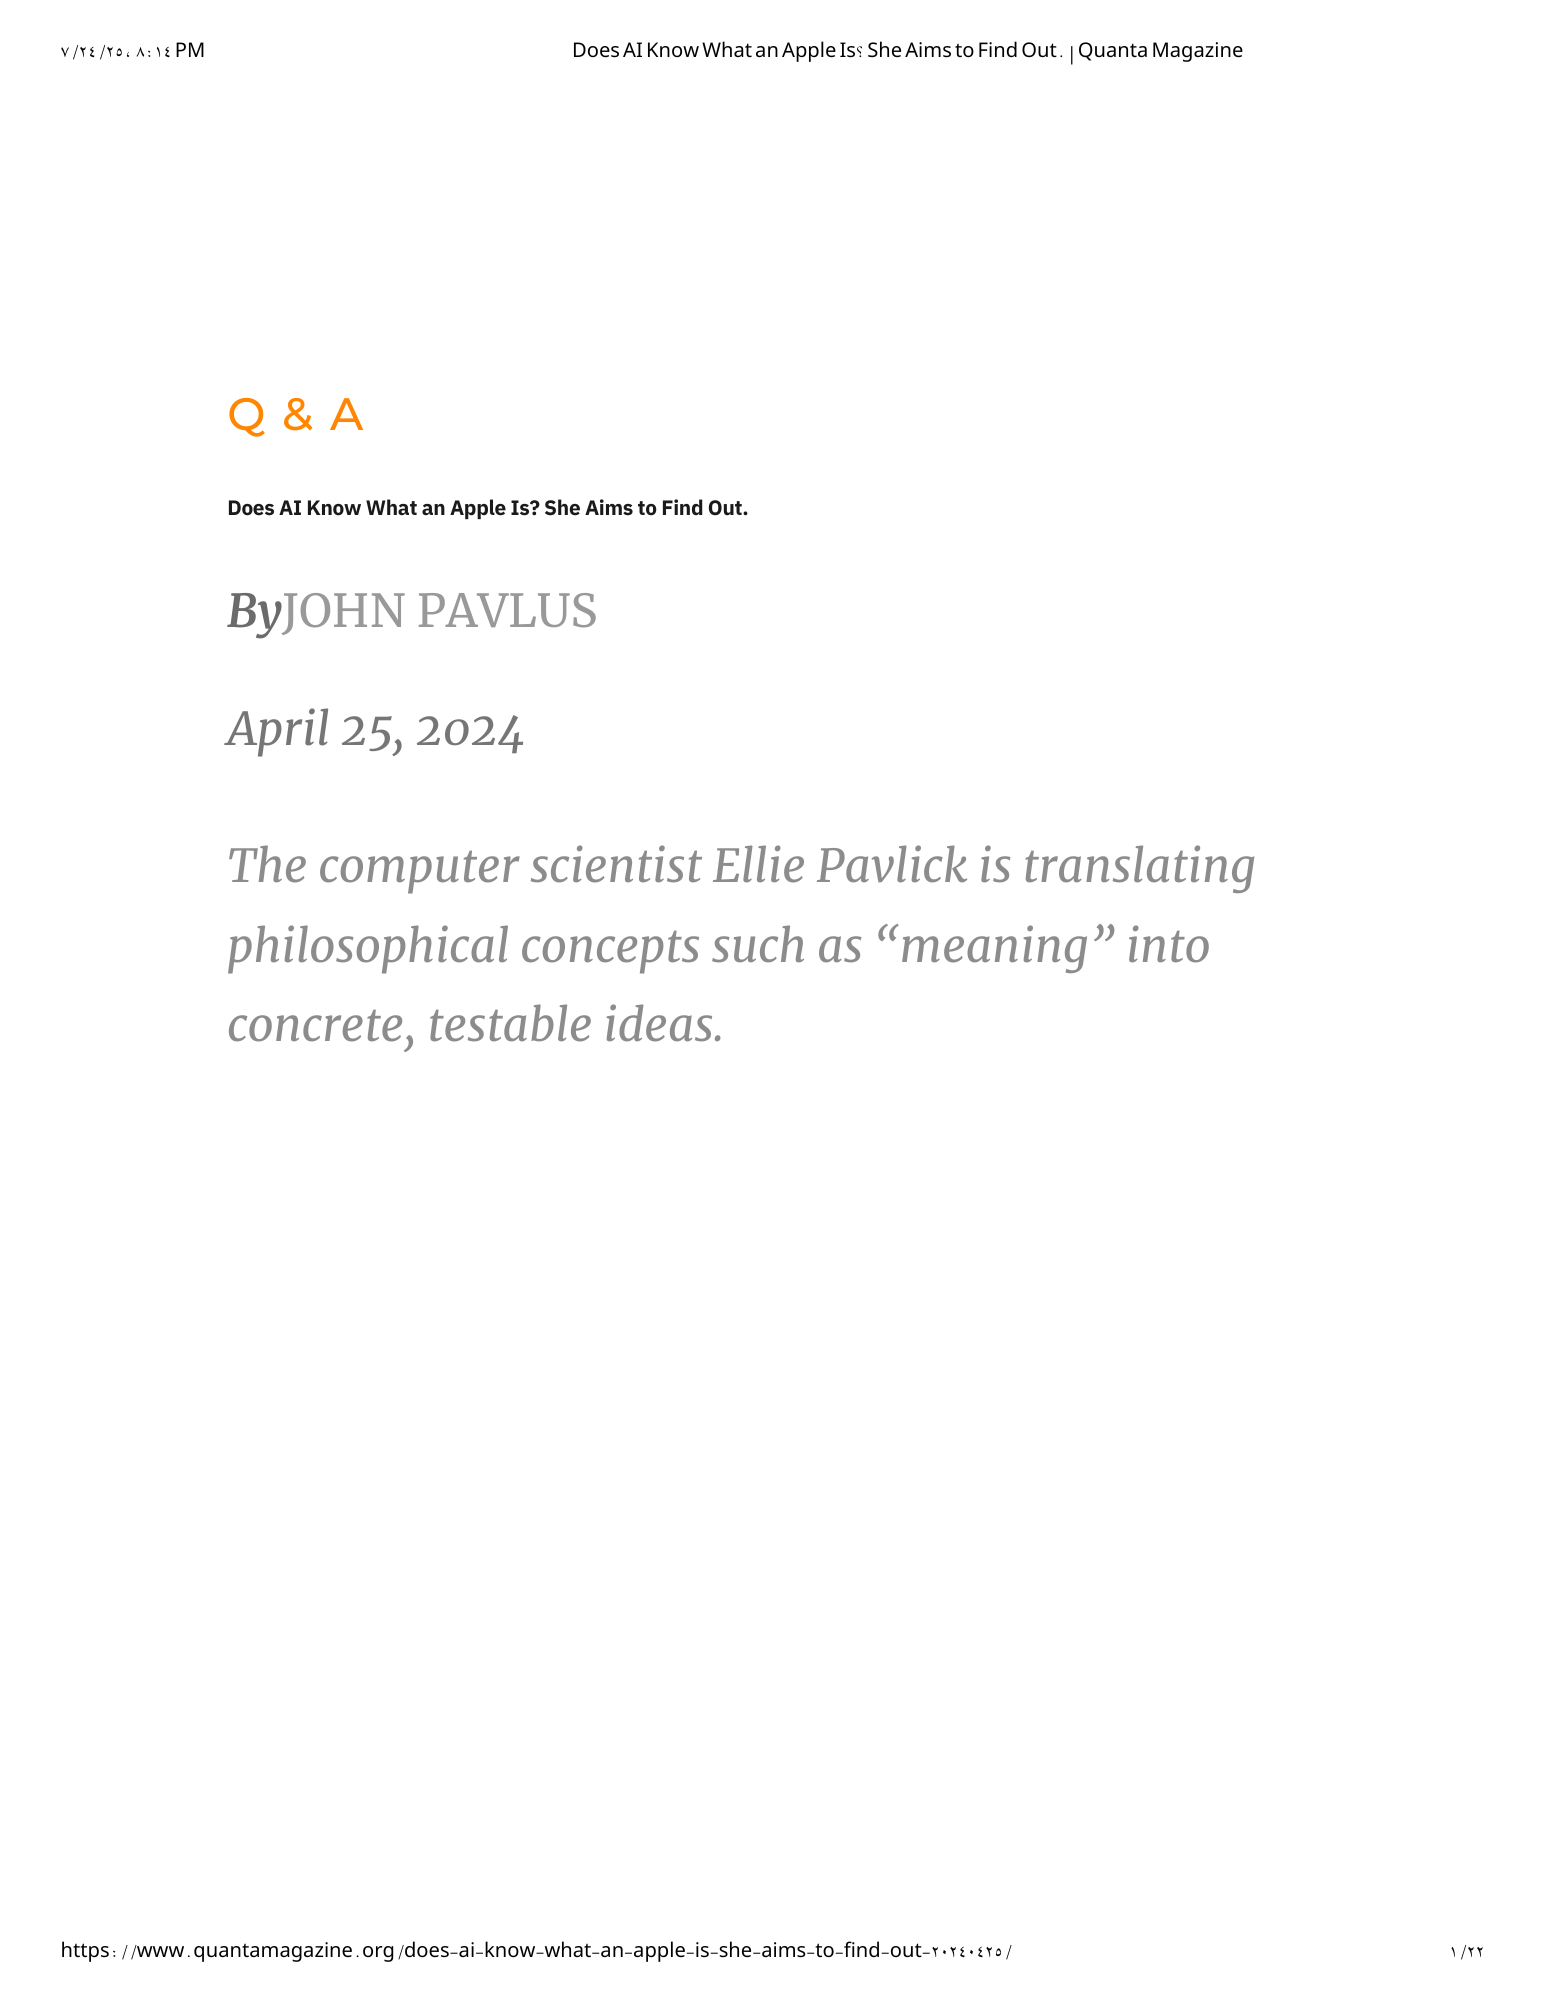 ٧/٢٤/٢٥، ٨:١٤ PM
Does AI Know What an Apple Is؟ She Aims to Find Out. | Quanta Magazine
Q & A
Does AI Know What an Apple Is? She Aims to Find Out.
ByJOHN PAVLUS
April 25, 2024
The computer scientist Ellie Pavlick is translating
philosophical concepts such as “meaning” into
concrete, testable ideas.
https://www.quantamagazine.org/does-ai-know-what-an-apple-is-she-aims-to-find-out-٢٠٢٤٠٤٢٥/
١/٢٢